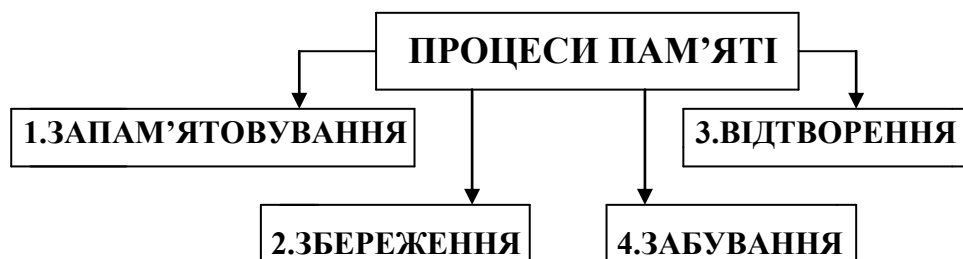 ПРОЦЕСИ ПАМ’ЯТІ
1.ЗАПАМ’ЯТОВУВАННЯ
3.ВІДТВОРЕННЯ
2.ЗБЕРЕЖЕННЯ
4.ЗАБУВАННЯ